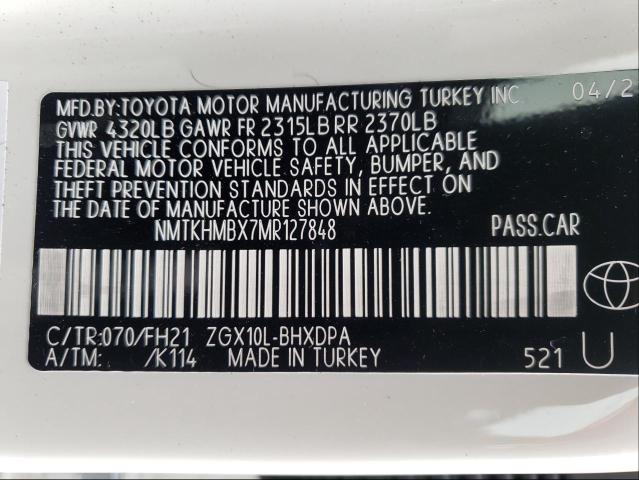 MFD.BY:TOYOTA MOTOR MANUFACTURING TURKEY INC. 04/2
GVWR 4320LB GAWR FR 2315LB RR 2370LB
THIS VEHICLE CONFORMS TO ALL APPLICABLE
FEDERAL MOTOR VEHICLE SAFETY, BUMPER, AND
THEFT PREVENTION STANDARDS IN EFFECT ON
THE DATE OF MANUFACTURE SHOWN ABOVE.
NMTKHMBX7MR127848 PASS.CAR
C/TR:070/FH21 ZGX10L-BHXDPA
A/TM: /K114 MADE IN TURKEY 521 U